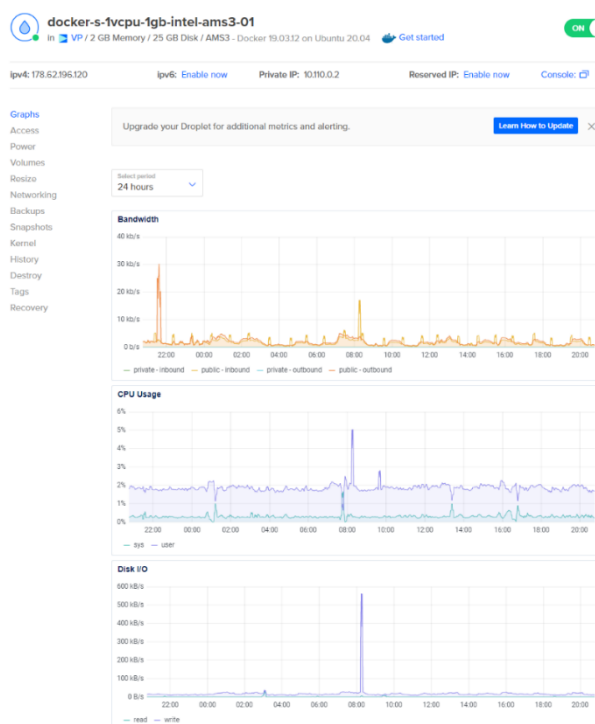 docker-s-1vcpu-1gb-intel-ams3-01
in VP / 2 GB Memory / 25 GB Disk / AMS3 - Docker 19.03.12 on Ubuntu 20.04 Get started
ON
ipv4: 178.62.196.120 ipv6: Enable now Private IP: 10.110.0.2 Reserved IP: Enable now Console:
Graphs
Access
Power
Volumes
Resize
Networking
Backups
Snapshots
Kernel
History
Destroy
Tags
Recovery
Upgrade your Droplet for additional metrics and alerting. Learn How to Update
Select period
24 hours
Bandwidth
40 kb/s
30 kb/s
20 kb/s
10 kb/s
0 b/s
22:00 00:00 02:00 04:00 06:00 08:00 10:00 12:00 14:00 16:00 18:00 20:00
private - inbound public - inbound private - outbound public - outbound
CPU Usage
6%
5%
4%
3%
2%
1%
0%
22:00 00:00 02:00 04:00 06:00 08:00 10:00 12:00 14:00 16:00 18:00 20:00
sys user
Disk I/O
600 kB/s
500 kB/s
400 kB/s
300 kB/s
200 kB/s
100 kB/s
0 B/s
22:00 00:00 02:00 04:00 06:00 08:00 10:00 12:00 14:00 16:00 18:00 20:00
read write